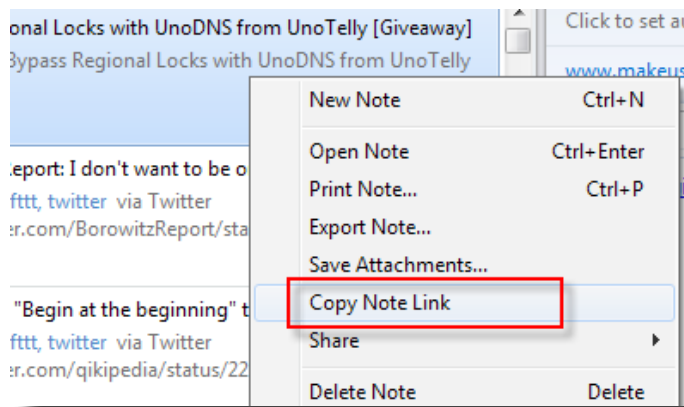 onal Locks with UnoDNS from UnoTelly [Giveaway]
Bypass Regional Locks with UnoDNS from UnoTelly
Click to set au
www.makeus
New Note Ctrl+N
Open Note Ctrl+Enter
Print Note... Ctrl+P
Export Note...
Save Attachments...
Copy Note Link
Share
Delete Note Delete
Report: I don't want to be o
fttt, twitter via Twitter
er.com/BorowitzReport/sta
"Begin at the beginning" t
fttt, twitter via Twitter
er.com/qikipedia/status/22